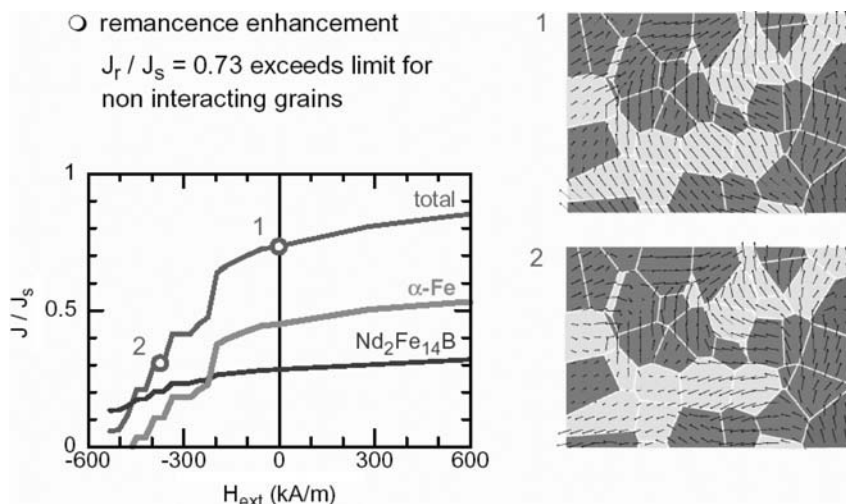 remancence enhancement
J_r / J_s = 0.73 exceeds limit for
non interacting grains
1
2
1
0.5
0
J / J_s
total
α-Fe
Nd₂Fe₁₄B
1
2
-600
-300
0
300
600
H_ext (kA/m)